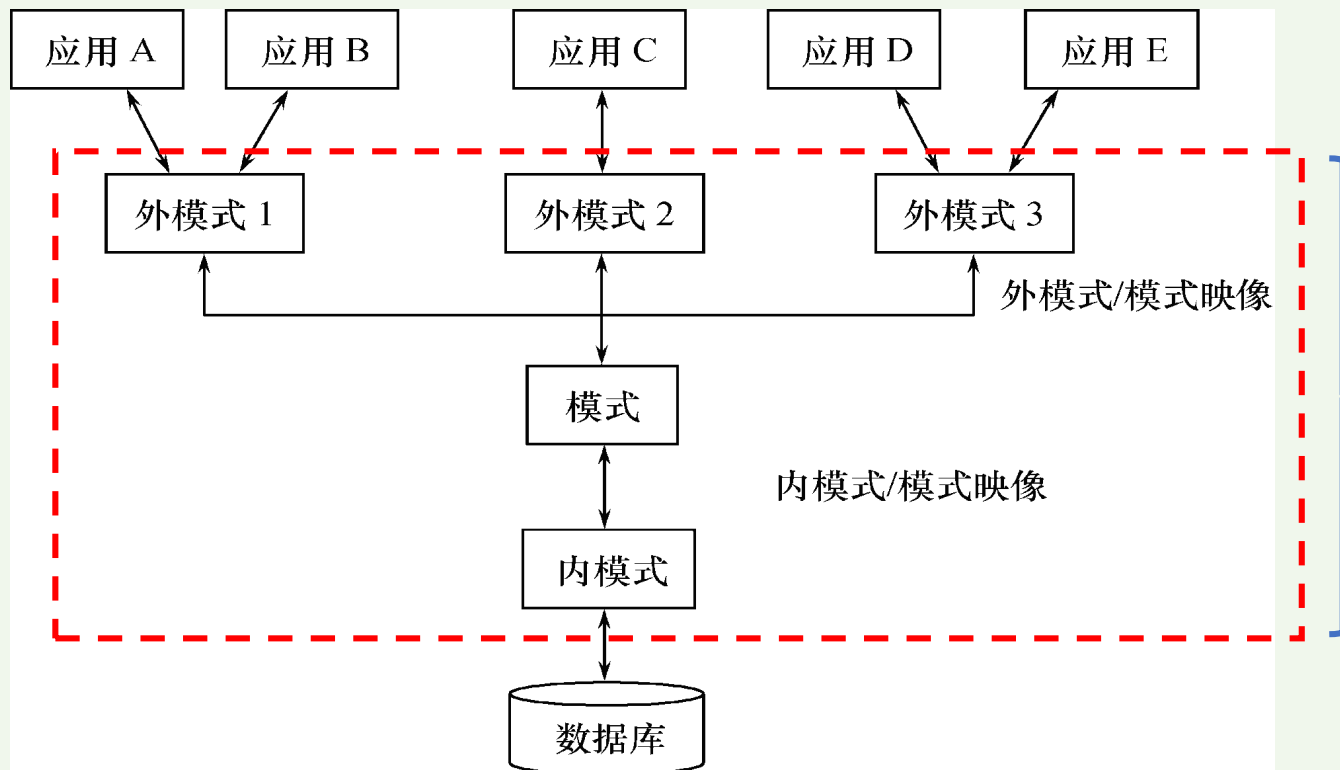 应用 A
应用 B
应用 C
应用 D
应用 E
外模式 1
外模式 2
外模式 3
外模式/模式映像
模式
内模式/模式映像
内模式
数据库